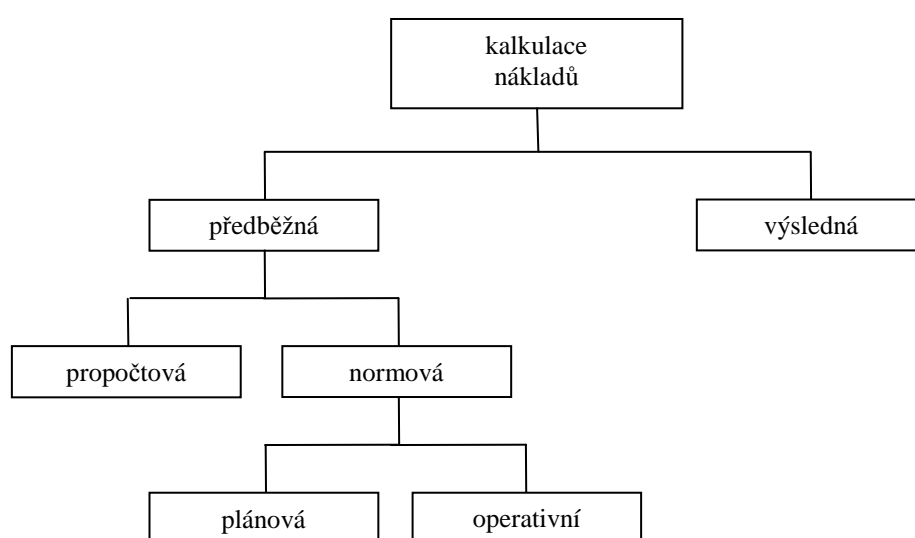 kalkulace
nákladů
předběžná
výsledná
propočtová
normová
plánová
operativní